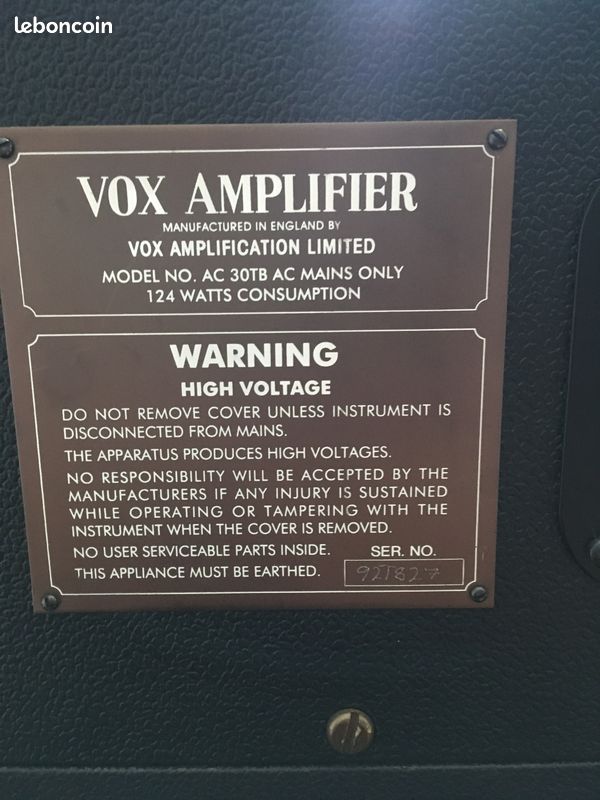 leboncoin
VOX AMPLIFIER
MANUFACTURED IN ENGLAND BY
VOX AMPLIFICATION LIMITED
MODEL NO. AC 30TB AC MAINS ONLY
124 WATTS CONSUMPTION
WARNING
HIGH VOLTAGE
DO NOT REMOVE COVER UNLESS INSTRUMENT IS
DISCONNECTED FROM MAINS.
THE APPARATUS PRODUCES HIGH VOLTAGES.
NO RESPONSIBILITY WILL BE ACCEPTED BY THE
MANUFACTURERS IF ANY INJURY IS SUSTAINED
WHILE OPERATING OR TAMPERING WITH THE
INSTRUMENT WHEN THE COVER IS REMOVED.
NO USER SERVICEABLE PARTS INSIDE. SER. NO.
THIS APPLIANCE MUST BE EARTHED.